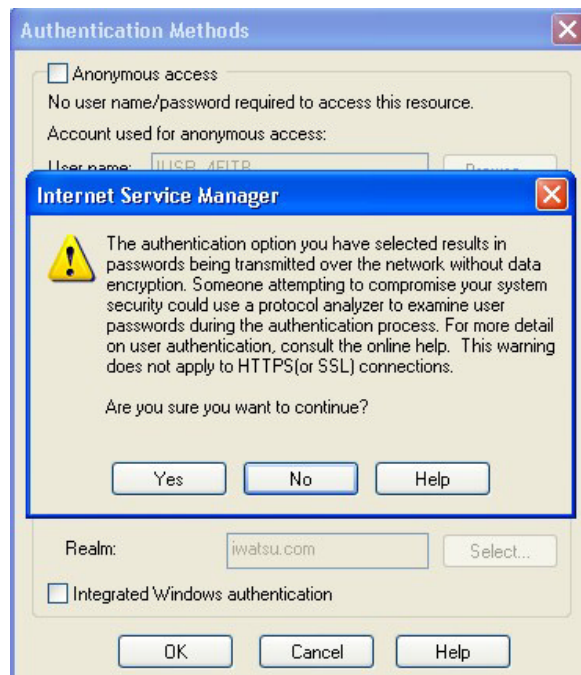 Authentication Methods
Anonymous access
No user name/password required to access this resource.
Account used for anonymous access:
User name:
Internet Service Manager
The authentication option you have selected results in
passwords being transmitted over the network without data
encryption. Someone attempting to compromise your system
security could use a protocol analyzer to examine user
passwords during the authentication process. For more detail
on user authentication, consult the online help. This warning
does not apply to HTTPS(or SSL) connections.
Are you sure you want to continue?
Yes No Help
Realm: iwatsu.com Select...
Integrated Windows authentication
OK Cancel Help